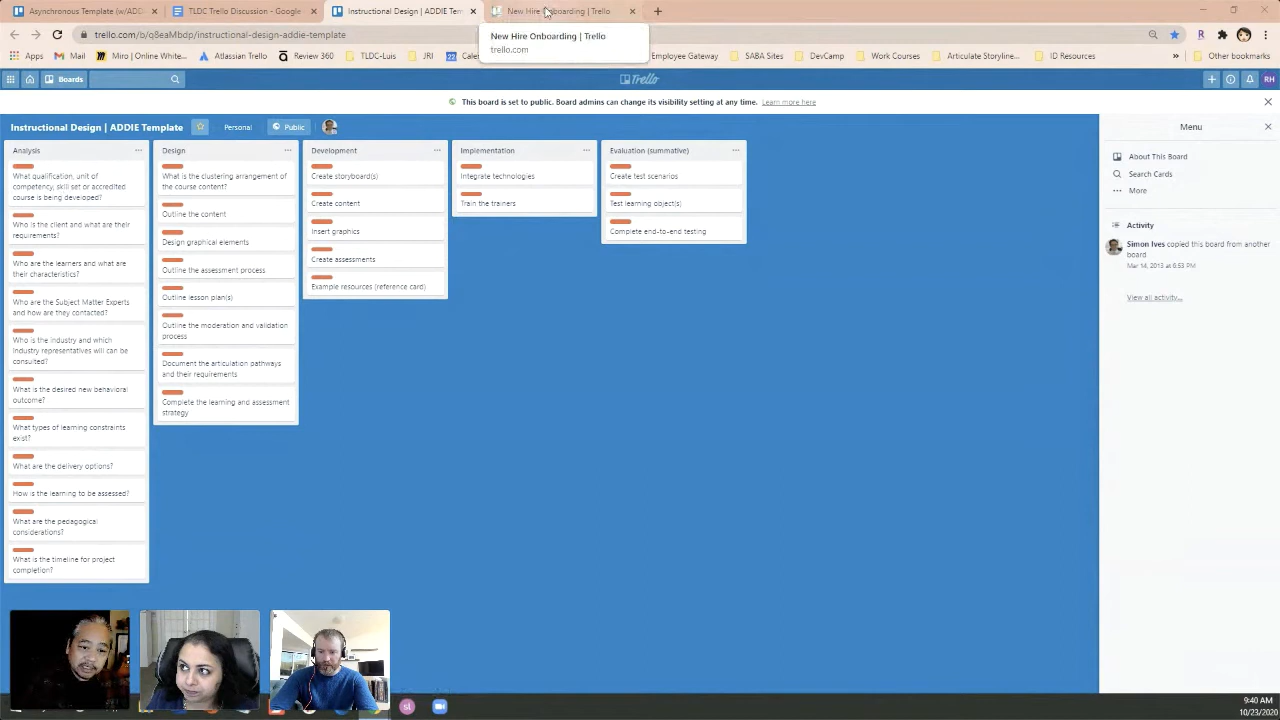 Asynchronous Template (w/ADD
TLDC Trello Discussion - Google
Instructional Design | ADDIE Tem
New Hire Onboarding | Trello
New Hire Onboarding | Trello
trello.com
trello.com/b/q8eaMbdp/instructional-design-addie-template
Apps
Miro | Online White
Atlassian Trello
Review 360
TLDC-Luis
JRI
22
Cale
Employee Gateway
SABA Sites
DevCamp
Work Courses
Articulate Storyline...
ID Resources
Other bookmarks
Boards
Trello
RH
This board is set to public. Board admins can change its visibility setting at any time. Learn more here
Instructional Design | ADDIE Template
Personal
Public
Analysis
What qualification, unit of
competency, skill set or accredited
course is being developed?
Who is the client and what are their
requirements?
Who are the learners and what are
their characteristics?
Who are the Subject Matter Experts
and how are they contacted?
Who is the industry and which
industry representatives will can be
consulted?
What is the desired new behavioral
outcome?
What types of learning constraints
exist?
What are the delivery options?
How is the learning to be assessed?
What are the pedagogical
considerations?
What is the timeline for project
completion?
Design
What is the clustering arrangement of
the course content?
Outline the content
Design graphical elements
Outline the assessment process
Outline lesson plan(s)
Outline the moderation and validation
process
Document the articulation pathways
and their requirements
Complete the learning and assessment
strategy
Development
Create storyboard(s)
Create content
Insert graphics
Create assessments
Example resources (reference card)
Implementation
Integrate technologies
Train the trainers
Evaluation (summative)
Create test scenarios
Test learning object(s)
Complete end-to-end testing
Menu
About This Board
Search Cards
More
Activity
Simon Ives copied this board from another
board
Mar 14, 2013 at 6:53 PM
View all activity...
st
9:40 AM
10/23/2020